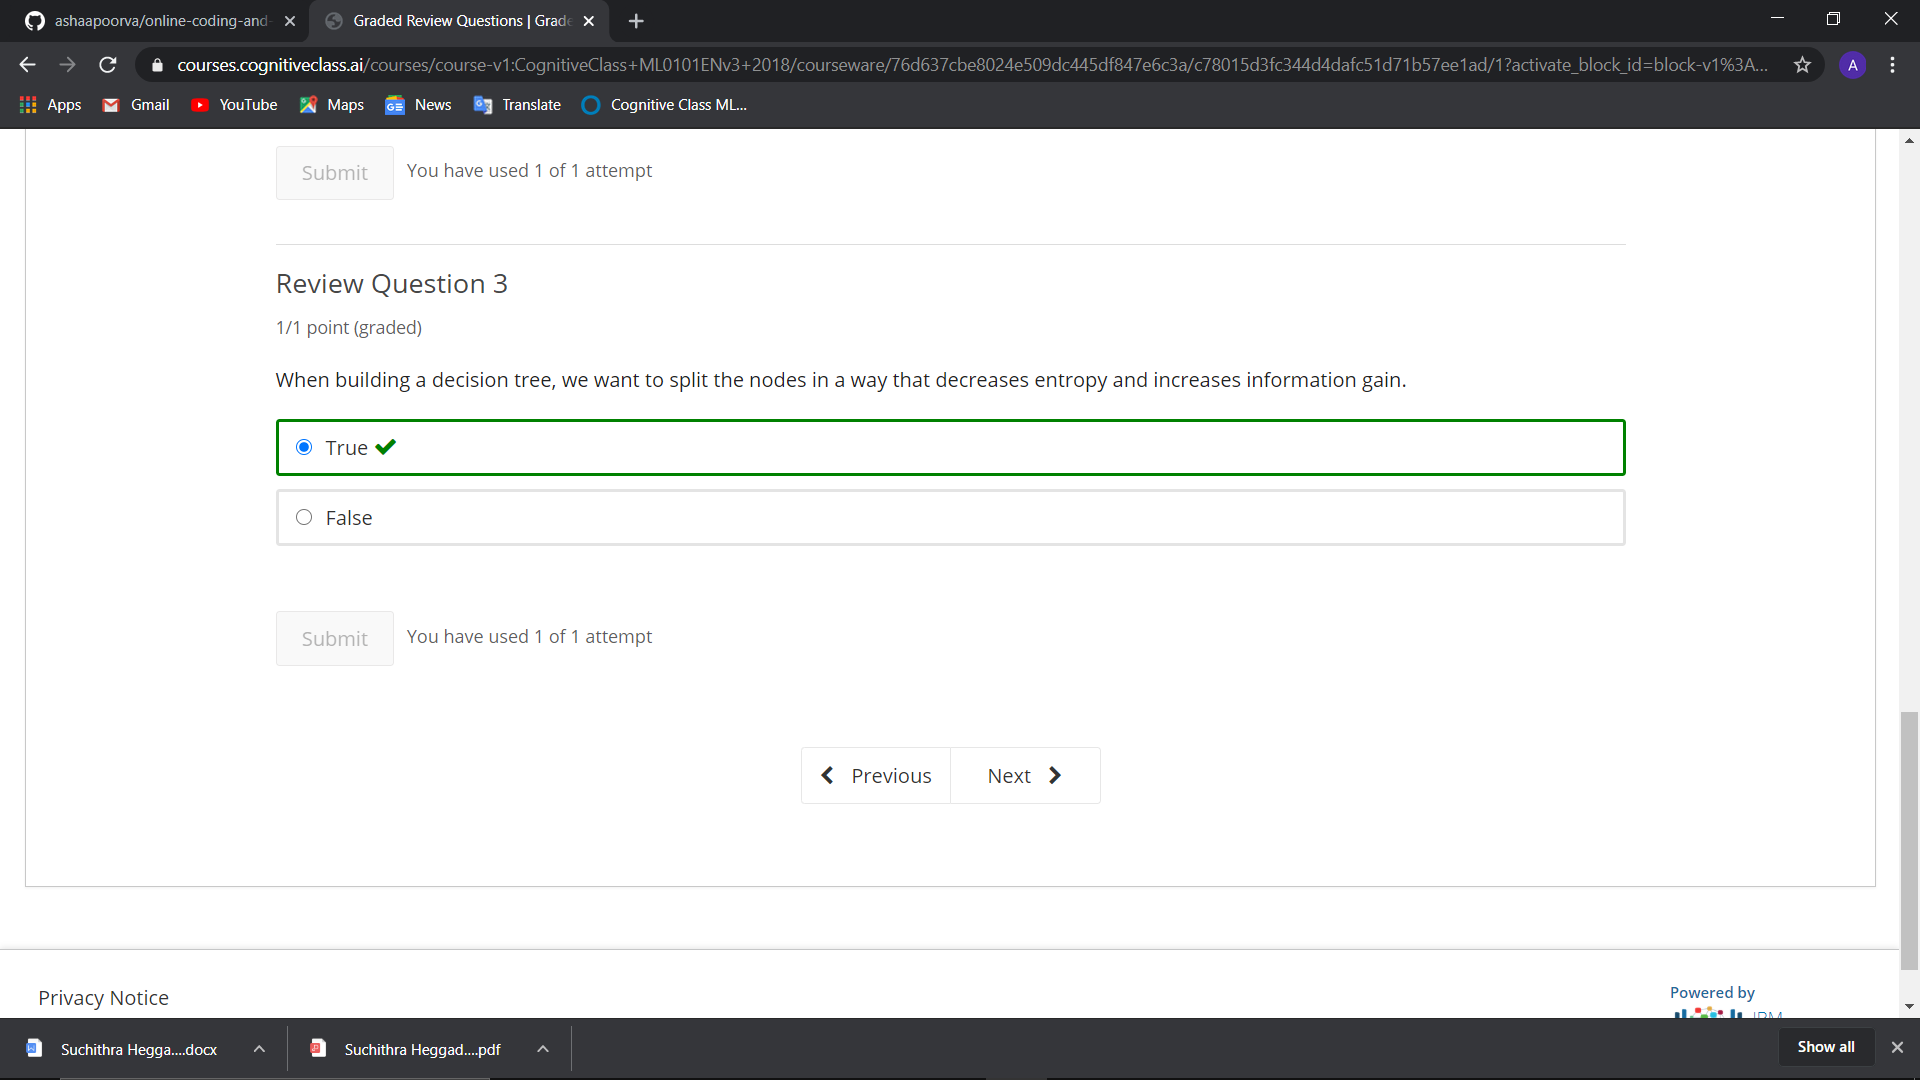 ashaapoorva/online-coding-and-
Graded Review Questions | Grade
courses.cognitiveclass.ai/courses/course-v1:CognitiveClass+ML0101ENv3+2018/courseware/76d637cbe8024e509dc445df847e6c3a/c78015d3fc344d4dafc51d71b57ee1ad/1?activate_block_id=block-v1%3A...
A
Apps
Gmail
YouTube
Maps
News
Translate
Cognitive Class ML...
Submit
You have used 1 of 1 attempt
Review Question 3
1/1 point (graded)
When building a decision tree, we want to split the nodes in a way that decreases entropy and increases information gain.
True
False
Submit
You have used 1 of 1 attempt
Previous
Next
Privacy Notice
Powered by
IBM
Suchithra Hegga....docx
Suchithra Heggad....pdf
Show all